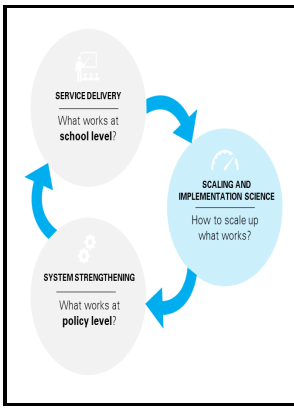 SERVICE DELIVERY
What works at
school level?
SCALING AND
IMPLEMENTATION SCIENCE
How to scale up
what works?
SYSTEM STRENGTHENING
What works at
policy level?